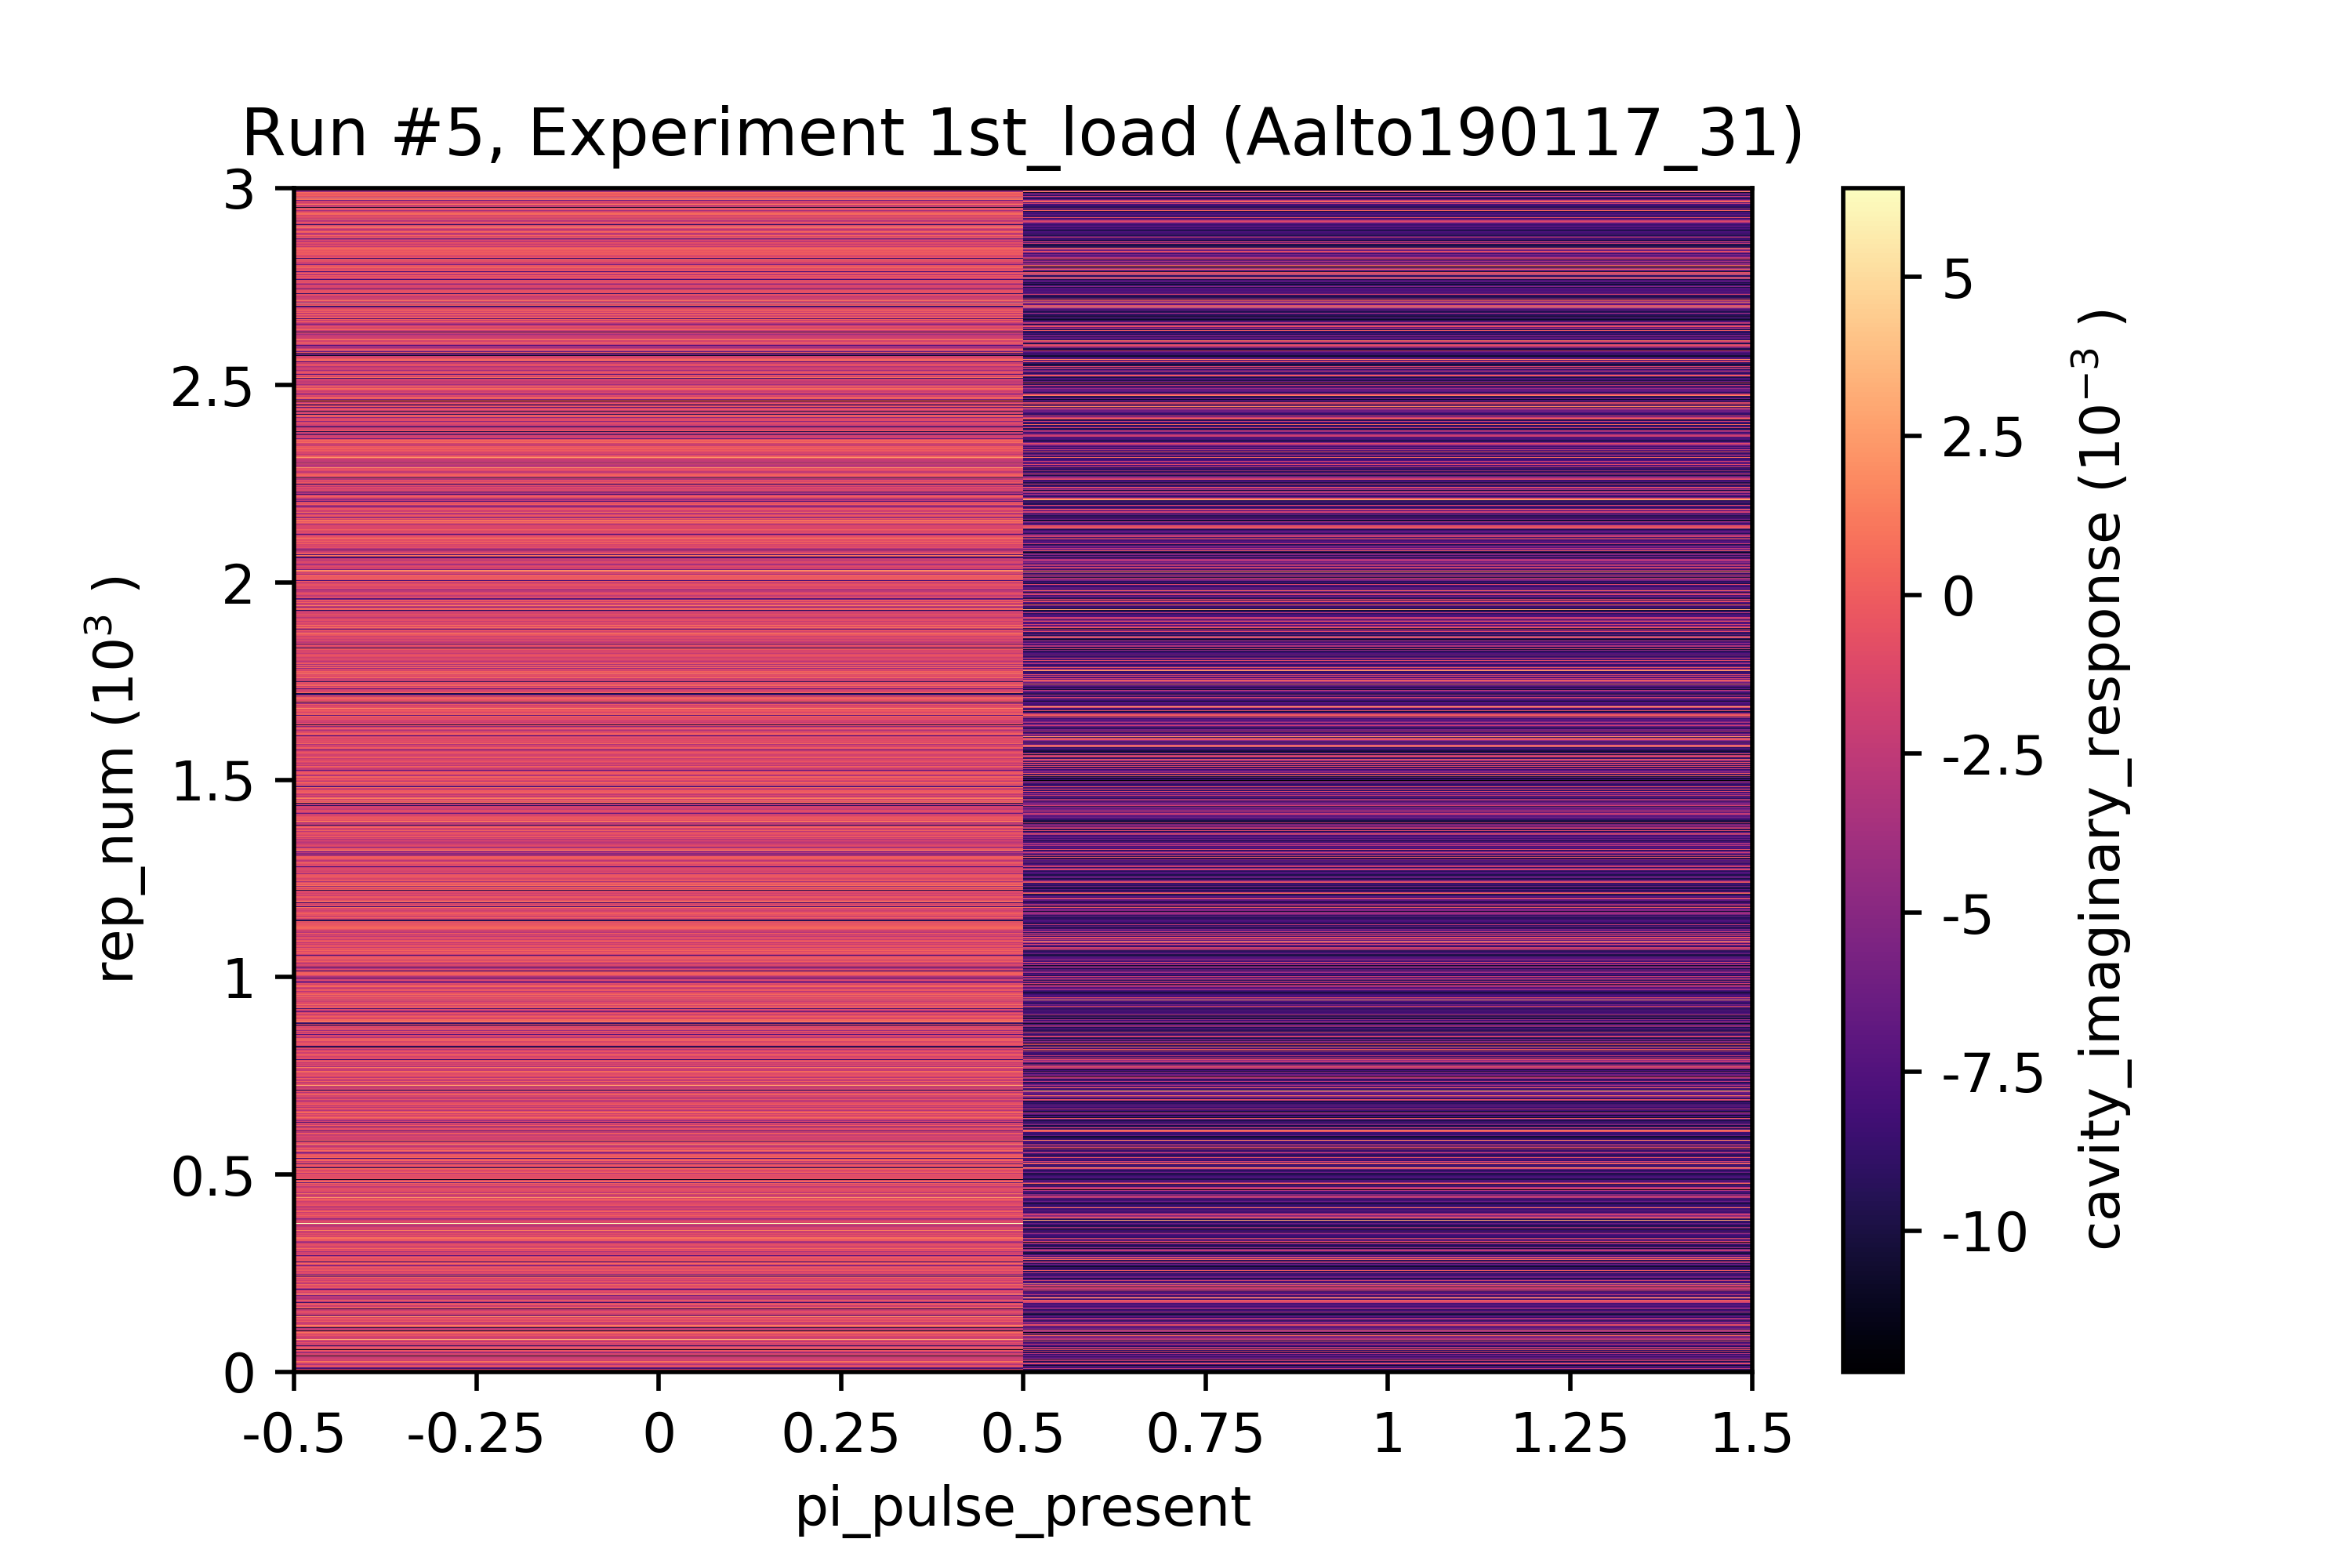 Run #5, Experiment 1st_load (Aalto190117_31)
3
2.5
2
1.5
1
0.5
0
rep_num (10³ )
-0.5 -0.25 0 0.25 0.5 0.75 1 1.25 1.5
pi_pulse_present
5
2.5
0
-2.5
-5
-7.5
-10
cavity_imaginary_response (10⁻³ )